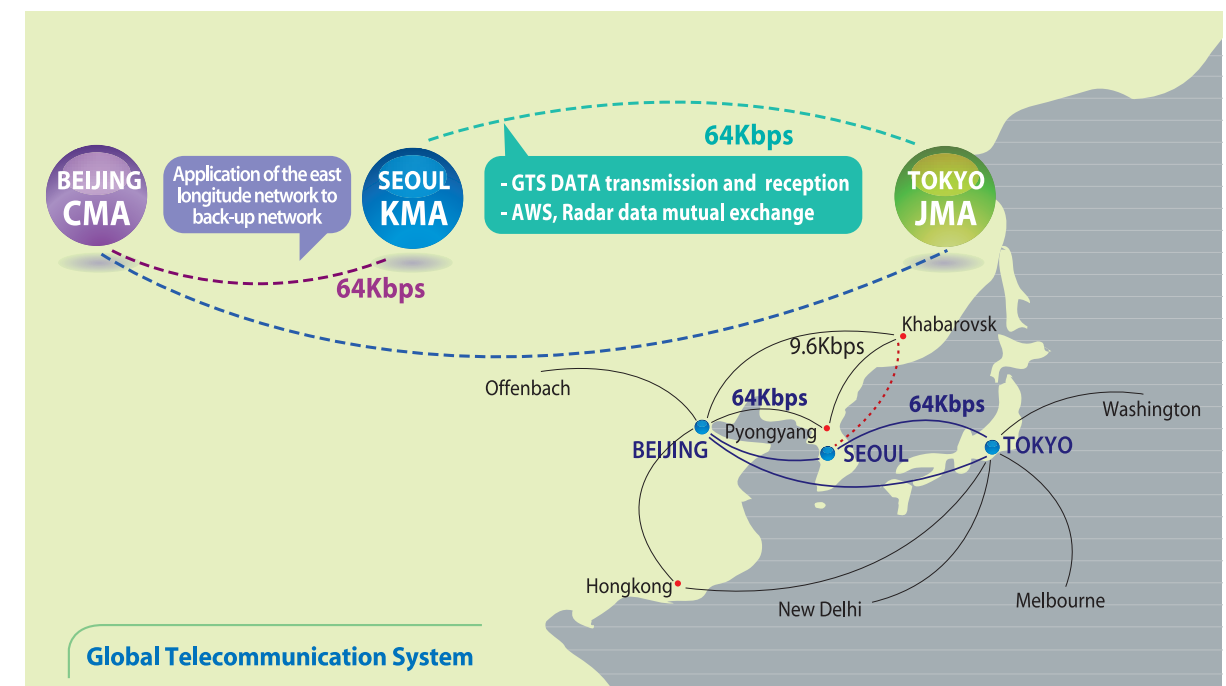 64Kbps
BEIJING
CMA
Application of the east
longitude network to
back-up network
SEOUL
KMA
- GTS DATA transmission and reception
- AWS, Radar data mutual exchange
TOKYO
JMA
64Kbps
Khabarovsk
9.6Kbps
Offenbach
64Kbps
64Kbps
Washington
Pyongyang
BEIJING
SEOUL
TOKYO
Hongkong
New Delhi
Melbourne
Global Telecommunication System